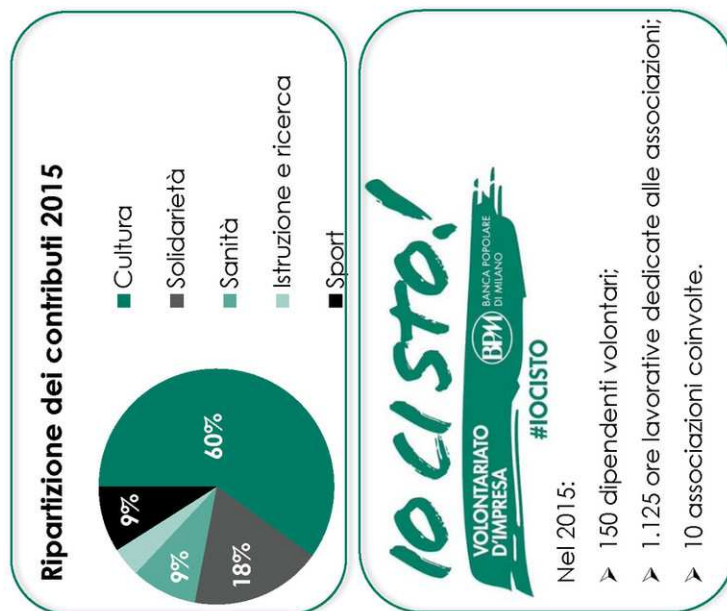 Ripartizione dei contributi 2015
9%
60%
9%
18%
Cultura
Solidarietà
Sanità
Istruzione e ricerca
Sport
IO CI STO!
VOLONTARIATO
D'IMPRESA
BPM
BANCA POPOLARE
DI MILANO
#IOCISTO
Nel 2015:
➢ 150 dipendenti volontari;
➢ 1.125 ore lavorative dedicate alle associazioni;
➢ 10 associazioni coinvolte.